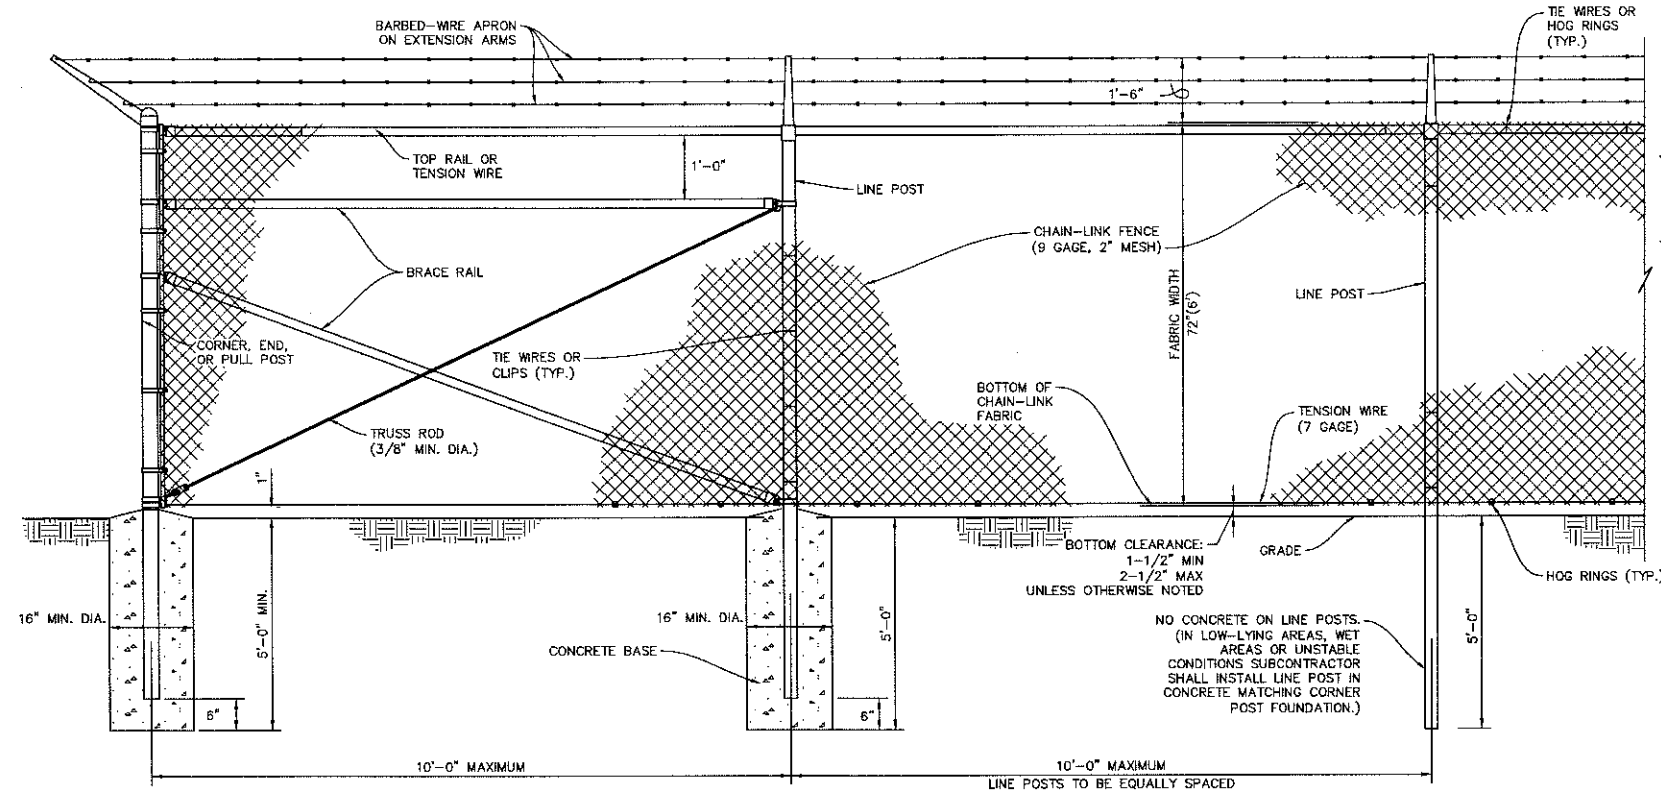 BARBED-WIRE APRON
ON EXTENSION ARMS
TIE WIRES OR
HOG RINGS
(TYP.)
1'-6"
TOP RAIL OR
TENSION WIRE
1'-0"
LINE POST
CHAIN-LINK FENCE
(9 GAGE, 2" MESH)
BRACE RAIL
FABRIC WIDTH
72"(6')
LINE POST
CORNER, END,
OR PULL POST
TIE WIRES OR
CLIPS (TYP.)
BOTTOM OF
CHAIN-LINK
FABRIC
TENSION WIRE
(7 GAGE)
TRUSS ROD
(3/8" MIN. DIA.)
1"
BOTTOM CLEARANCE:
1-1/2" MIN
2-1/2" MAX
UNLESS OTHERWISE NOTED
GRADE
HOG RINGS (TYP.)
16" MIN. DIA.
5'-0" MIN.
16" MIN. DIA.
5'-0"
CONCRETE BASE
NO CONCRETE ON LINE POSTS.
(IN LOW-LYING AREAS, WET
AREAS OR UNSTABLE
CONDITIONS SUBCONTRACTOR
SHALL INSTALL LINE POST IN
CONCRETE MATCHING CORNER
POST FOUNDATION.)
5'-0"
6"
6"
10'-0" MAXIMUM
10'-0" MAXIMUM
LINE POSTS TO BE EQUALLY SPACED